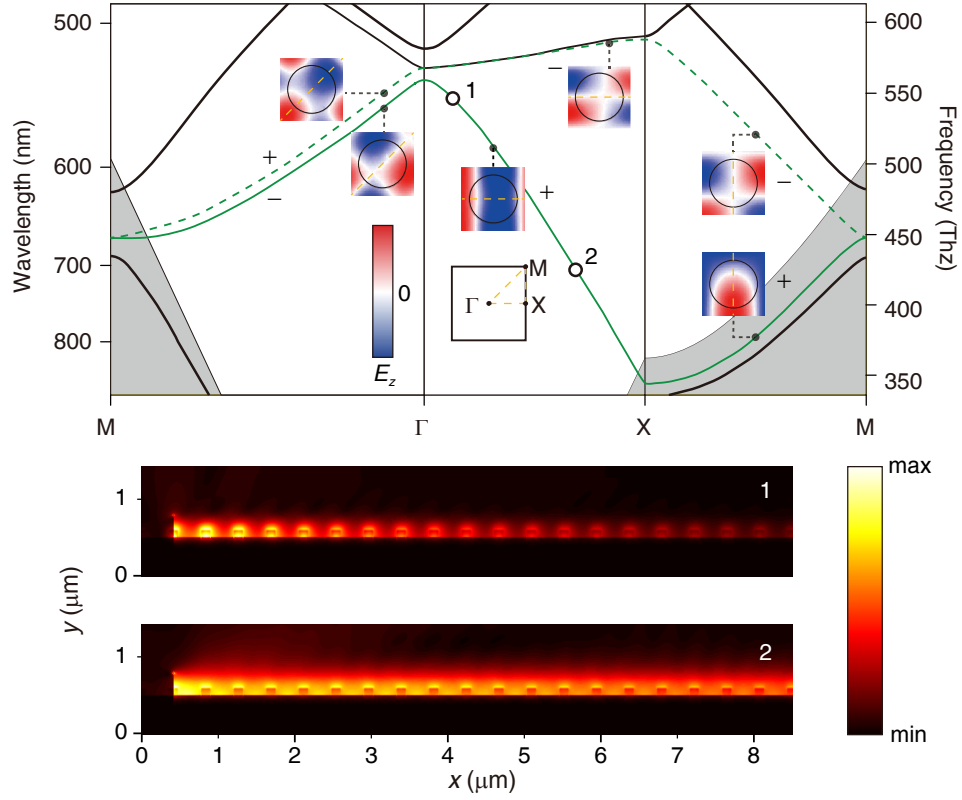 500
600
700
800
Wavelength (nm)
600
550
500
450
400
350
Frequency (Thz)
1
2
+
−
+
−
−
+
0
E_z
M
Γ
X
M
Γ
X
M
1
0
1
max
1
0
2
min
y (μm)
0
1
2
3
4
5
6
7
8
x (μm)